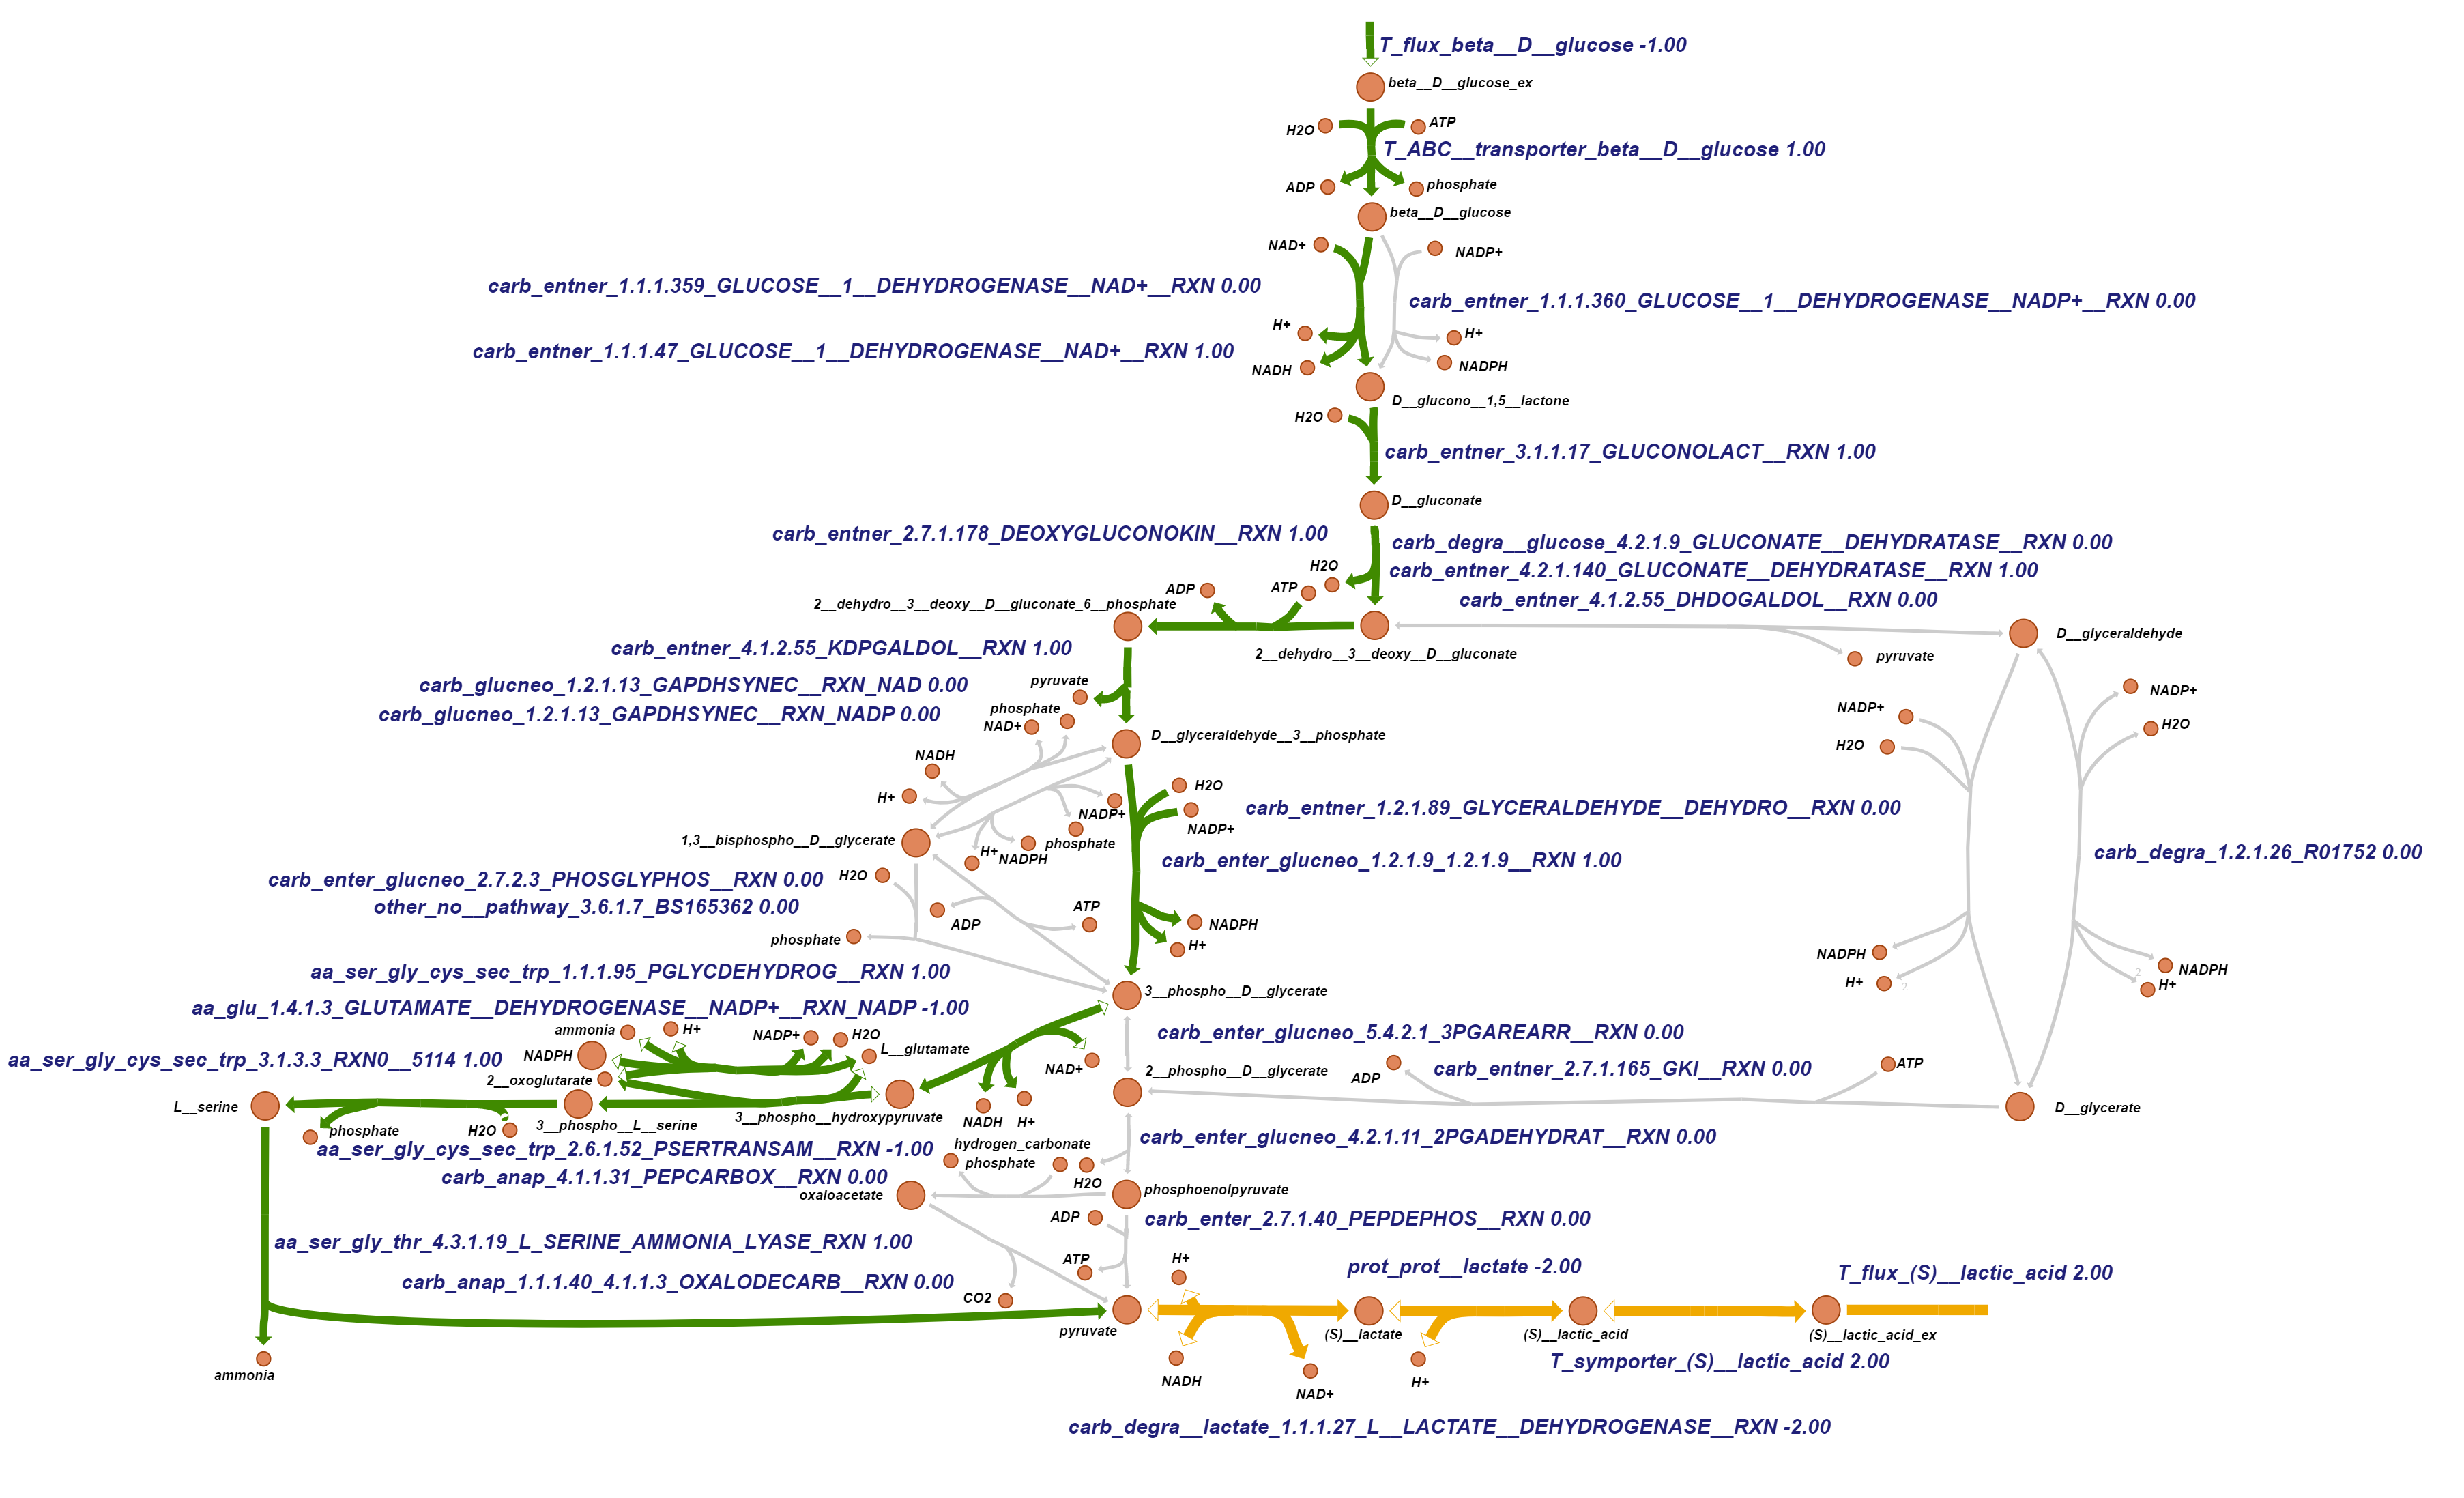 T_flux_beta__D__glucose -1.00
beta__D__glucose_ex
H2O
ATP
T_ABC__transporter_beta__D__glucose 1.00
ADP
phosphate
beta__D__glucose
NAD+
NADP+
carb_entner_1.1.1.359_GLUCOSE__1__DEHYDROGENASE__NAD+__RXN 0.00
carb_entner_1.1.1.360_GLUCOSE__1__DEHYDROGENASE__NADP+__RXN 0.00
H+
H+
carb_entner_1.1.1.47_GLUCOSE__1__DEHYDROGENASE__NAD+__RXN 1.00
NADH
NADPH
D__glucono__1,5__lactone
H2O
carb_entner_3.1.1.17_GLUCONOLACT__RXN 1.00
D__gluconate
carb_entner_2.7.1.178_DEOXYGLUCONOKIN__RXN 1.00
carb_degra__glucose_4.2.1.9_GLUCONATE__DEHYDRATASE__RXN 0.00
H2O
carb_entner_4.2.1.140_GLUCONATE__DEHYDRATASE__RXN 1.00
ADP
ATP
carb_entner_4.1.2.55_DHDOGALDOL__RXN 0.00
2__dehydro__3__deoxy__D__gluconate_6__phosphate
D__glyceraldehyde
carb_entner_4.1.2.55_KDPGALDOL__RXN 1.00
2__dehydro__3__deoxy__D__gluconate
pyruvate
carb_glucneo_1.2.1.13_GAPDHSYNEC__RXN_NAD 0.00
pyruvate
NADP+
phosphate
NADP+
carb_glucneo_1.2.1.13_GAPDHSYNEC__RXN_NADP 0.00
NAD+
H2O
D__glyceraldehyde__3__phosphate
H2O
NADH
H2O
H+
carb_entner_1.2.1.89_GLYCERALDEHYDE__DEHYDRO__RXN 0.00
NADP+
NADP+
1,3__bisphospho__D__glycerate
phosphate
H+
NADPH
carb_degra_1.2.1.26_R01752 0.00
carb_enter_glucneo_1.2.1.9_1.2.1.9__RXN 1.00
carb_enter_glucneo_2.7.2.3_PHOSGLYPHOS__RXN 0.00
H2O
other_no__pathway_3.6.1.7_BS165362 0.00
ATP
ADP
NADPH
phosphate
H+
NADPH
aa_ser_gly_cys_sec_trp_1.1.1.95_PGLYCDEHYDROG__RXN 1.00
2
NADPH
H+
2
H+
3__phospho__D__glycerate
aa_glu_1.4.1.3_GLUTAMATE__DEHYDROGENASE__NADP+__RXN_NADP -1.00
ammonia
H+
NADP+
H2O
carb_enter_glucneo_5.4.2.1_3PGAREARR__RXN 0.00
L__glutamate
aa_ser_gly_cys_sec_trp_3.1.3.3_RXN0__5114 1.00
NADPH
NAD+
2__phospho__D__glycerate
ADP
carb_entner_2.7.1.165_GKI__RXN 0.00
ATP
2__oxoglutarate
L__serine
D__glycerate
3__phospho__hydroxypyruvate
NADH
H+
phosphate
H2O
3__phospho__L__serine
carb_enter_glucneo_4.2.1.11_2PGADEHYDRAT__RXN 0.00
hydrogen_carbonate
aa_ser_gly_cys_sec_trp_2.6.1.52_PSERTRANSAM__RXN -1.00
phosphate
carb_anap_4.1.1.31_PEPCARBOX__RXN 0.00
H2O
oxaloacetate
phosphoenolpyruvate
ADP
carb_enter_2.7.1.40_PEPDEPHOS__RXN 0.00
aa_ser_gly_thr_4.3.1.19_L_SERINE_AMMONIA_LYASE_RXN 1.00
ATP
H+
prot_prot__lactate -2.00
T_flux_(S)__lactic_acid 2.00
carb_anap_1.1.1.40_4.1.1.3_OXALODECARB__RXN 0.00
CO2
pyruvate
(S)__lactate
(S)__lactic_acid
(S)__lactic_acid_ex
T_symporter_(S)__lactic_acid 2.00
ammonia
NADH
NAD+
H+
carb_degra__lactate_1.1.1.27_L__LACTATE__DEHYDROGENASE__RXN -2.00